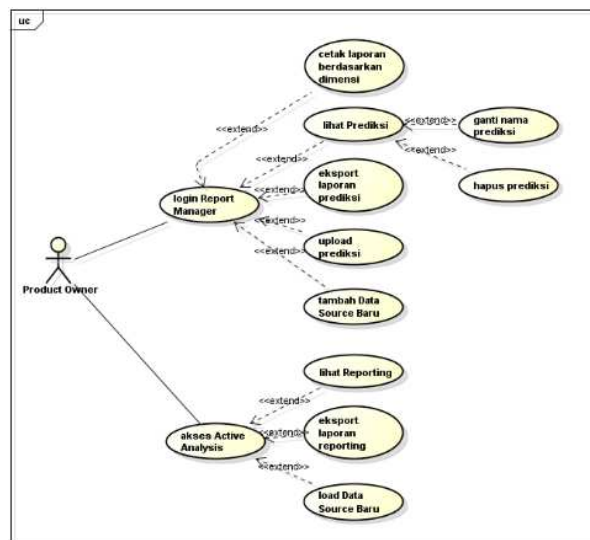 uc
cetak laporan
berdasarkan
dimensi
<<extend>>
lihat Prediksi
<<extend>>
ganti nama
prediksi
<<extend>>
<<extend>>
hapus prediksi
eksport
laporan
prediksi
<<extend>>
login Report
Manager
<<extend>>
upload
prediksi
<<extend>>
tambah Data
Source Baru
Product Owner
lihat Reporting
<<extend>>
eksport
laporan
reporting
<<extend>>
akses Active
Analysis
<<extend>>
load Data
Source Baru